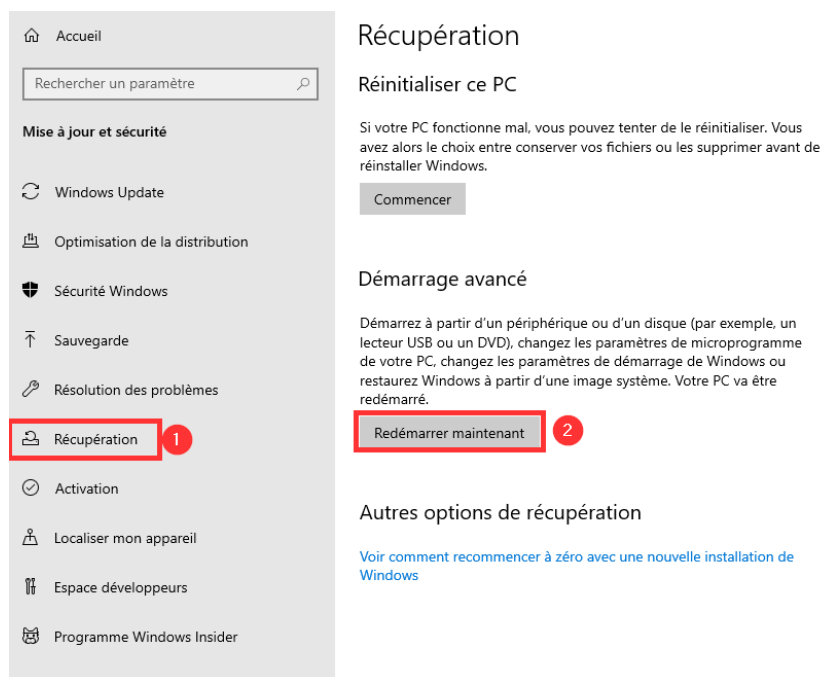 Accueil
Rechercher un paramètre
Mise à jour et sécurité
Windows Update
Optimisation de la distribution
Sécurité Windows
Sauvegarde
Résolution des problèmes
Récupération
1
Activation
Localiser mon appareil
Espace développeurs
Programme Windows Insider
Récupération
Réinitialiser ce PC
Si votre PC fonctionne mal, vous pouvez tenter de le réinitialiser. Vous
avez alors le choix entre conserver vos fichiers ou les supprimer avant de
réinstaller Windows.
Commencer
Démarrage avancé
Démarrez à partir d'un périphérique ou d'un disque (par exemple, un
lecteur USB ou un DVD), changez les paramètres de microprogramme
de votre PC, changez les paramètres de démarrage de Windows ou
restaurez Windows à partir d'une image système. Votre PC va être
redémarré.
Redémarrer maintenant
2
Autres options de récupération
Voir comment recommencer à zéro avec une nouvelle installation de
Windows